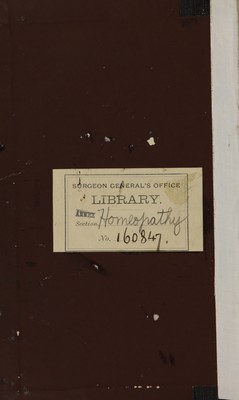 SURGEON GENERAL'S OFFICE
LIBRARY.
Section Homeopathy
No. 160847.